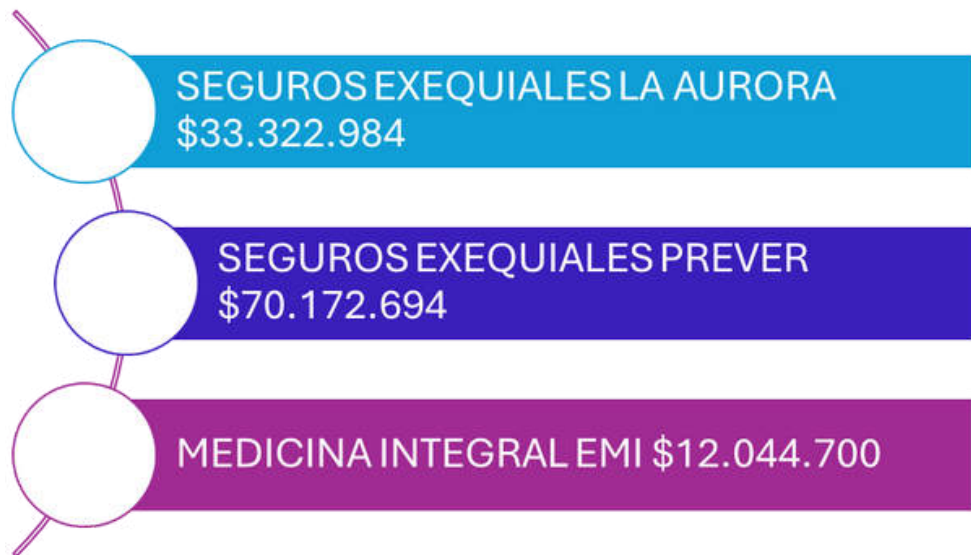 SEGUROS EXEQUIALES LA AURORA
$33.322.984
SEGUROS EXEQUIALES PREVER
$70.172.694
MEDICINA INTEGRAL EMI $12.044.700